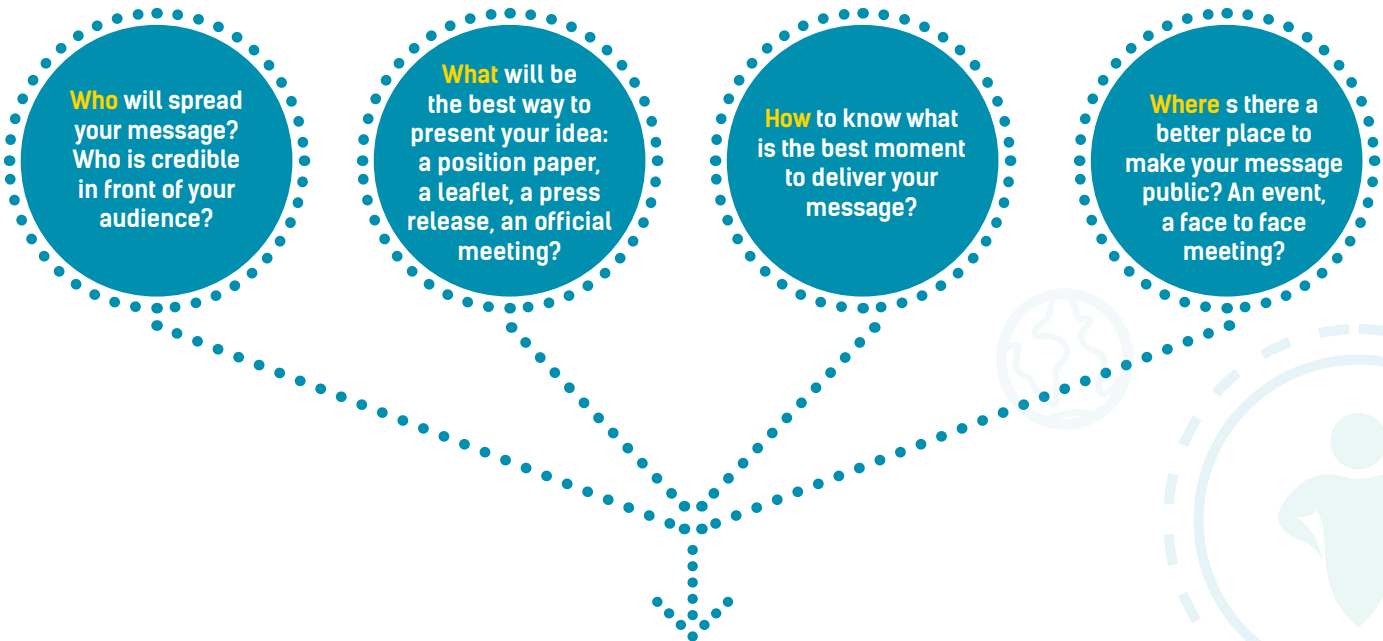 Who will spread
your message?
Who is credible
in front of your
audience?
What will be
the best way to
present your idea:
a position paper,
a leaflet, a press
release, an official
meeting?
How to know what
is the best moment
to deliver your
message?
Where s there a
better place to
make your message
public? An event,
a face to face
meeting?